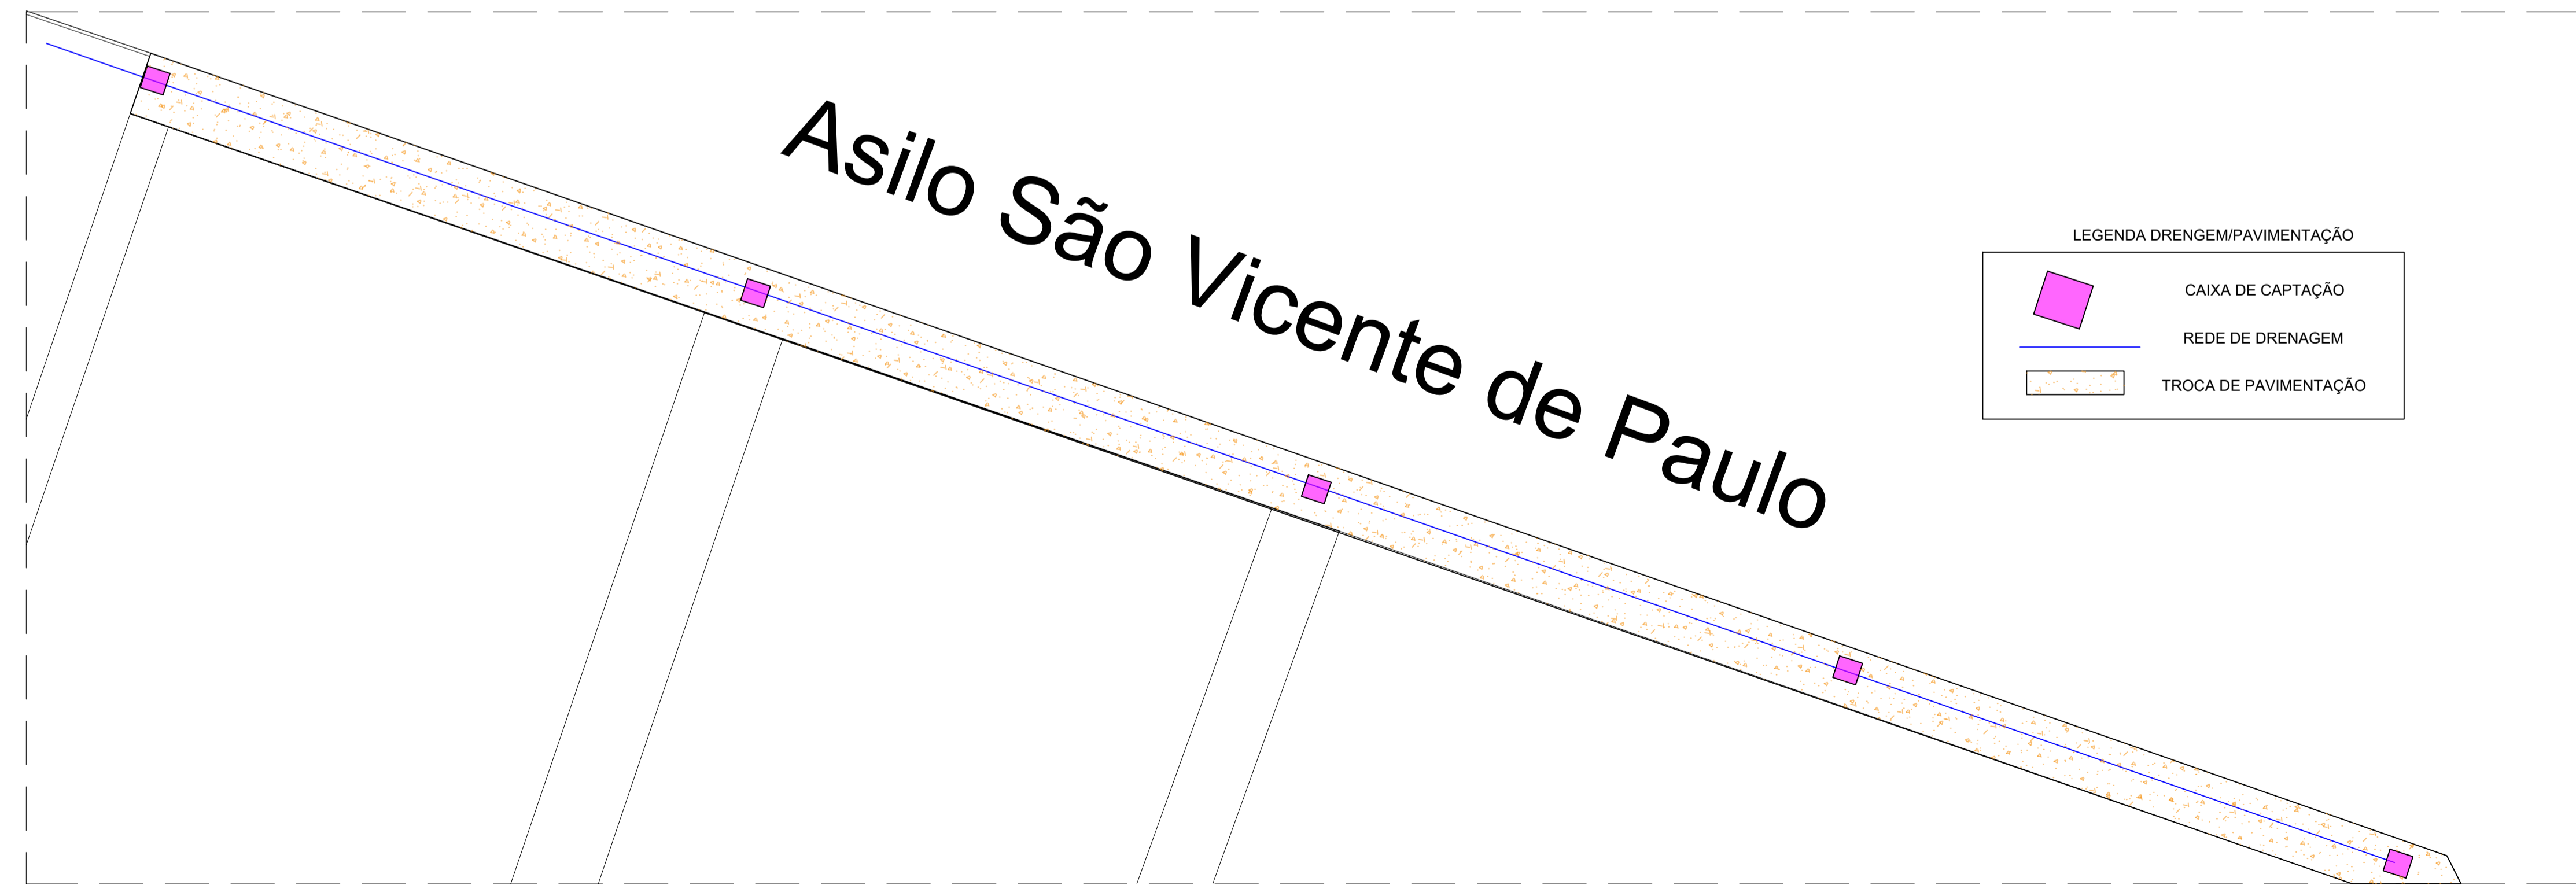 Asilo São Vicente de Paulo
LEGENDA DRENGEM/PAVIMENTAÇÃO
CAIXA DE CAPTAÇÃO
REDE DE DRENAGEM
TROCA DE PAVIMENTAÇÃO